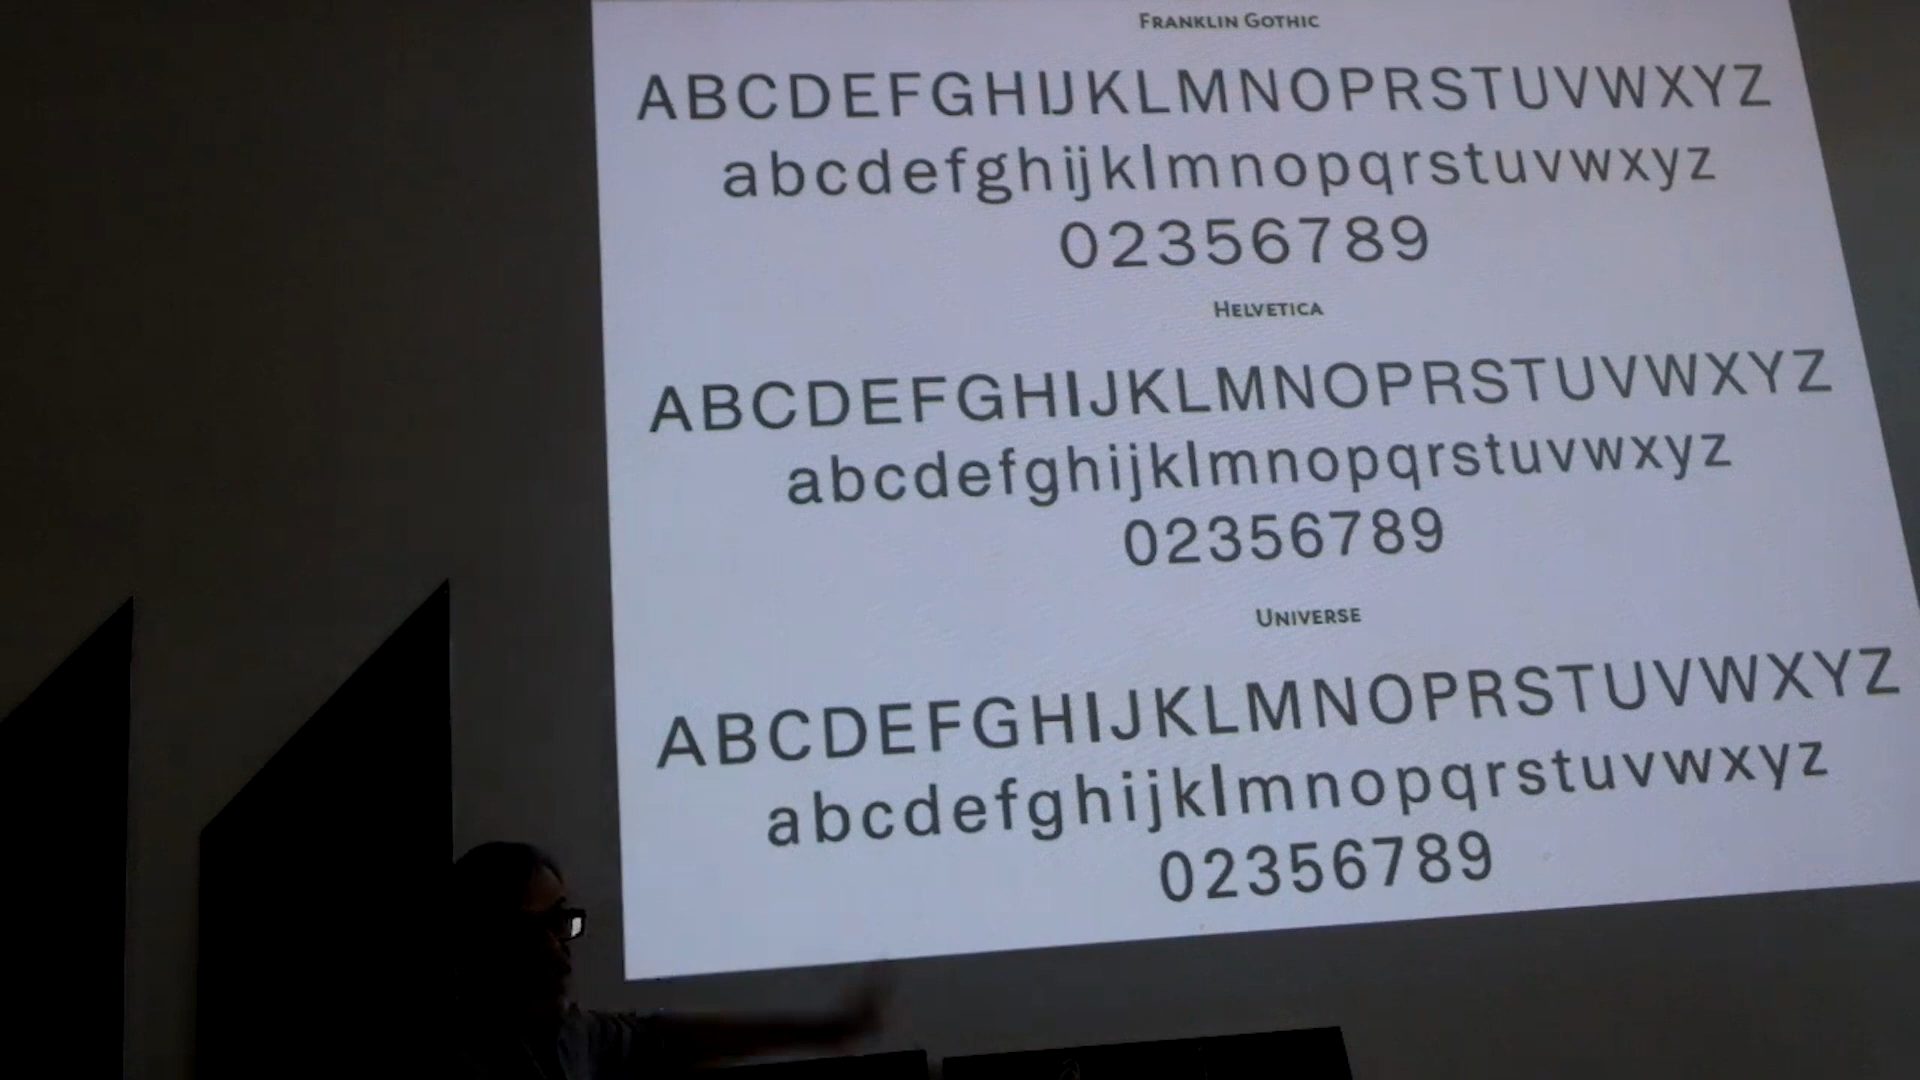 FRANKLIN GOTHIC
ABCDEFGHIJKLMNOPRSTUVWXYZ
abcdefghijklmnopqrstuvwxyz
02356789
HELVETICA
ABCDEFGHIJKLMNOPRSTUVWXYZ
abcdefghijklmnopqrstuvwxyz
02356789
UNIVERSE
ABCDEFGHIJKLMNOPRSTUVWXYZ
abcdefghijklmnopqrstuvwxyz
02356789